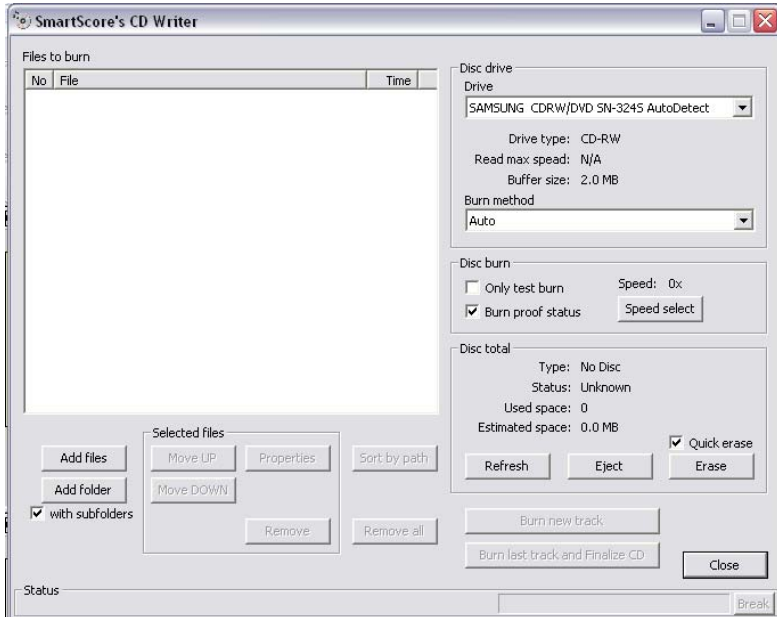 SmartScore's CD Writer
Files to burn
No File Time
Disc drive
Drive
SAMSUNG CDRW/DVD SN-324S AutoDetect
Drive type: CD-RW
Read max spead: N/A
Buffer size: 2.0 MB
Burn method
Auto
Disc burn
Only test burn
Speed: 0x
Burn proof status
Speed select
Disc total
Type: No Disc
Status: Unknown
Used space: 0
Estimated space: 0.0 MB
Quick erase
Refresh Eject Erase
Selected files
Add files Move UP Properties Sort by path
Add folder Move DOWN
with subfolders
Remove Remove all
Burn new track
Burn last track and Finalize CD
Close
Status
Break